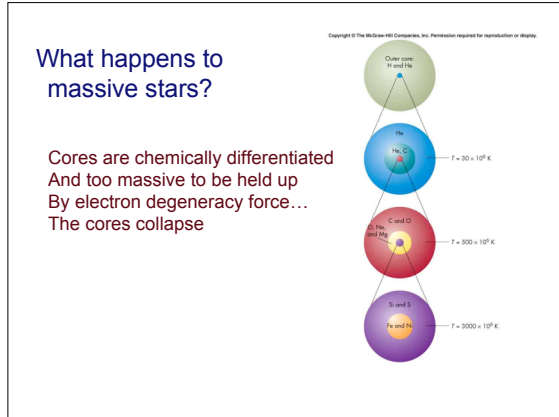 Copyright © The McGraw-Hill Companies, Inc. Permission required for reproduction or display.
What happens to
massive stars?
Cores are chemically differentiated
And too massive to be held up
By electron degeneracy force…
The cores collapse
Outer core:
H and He
He
He, C
T = 30 × 10⁶ K
C and O
O, Ne,
and Mg
T = 500 × 10⁶ K
Si and S
Fe and Ni
T = 3000 × 10⁶ K